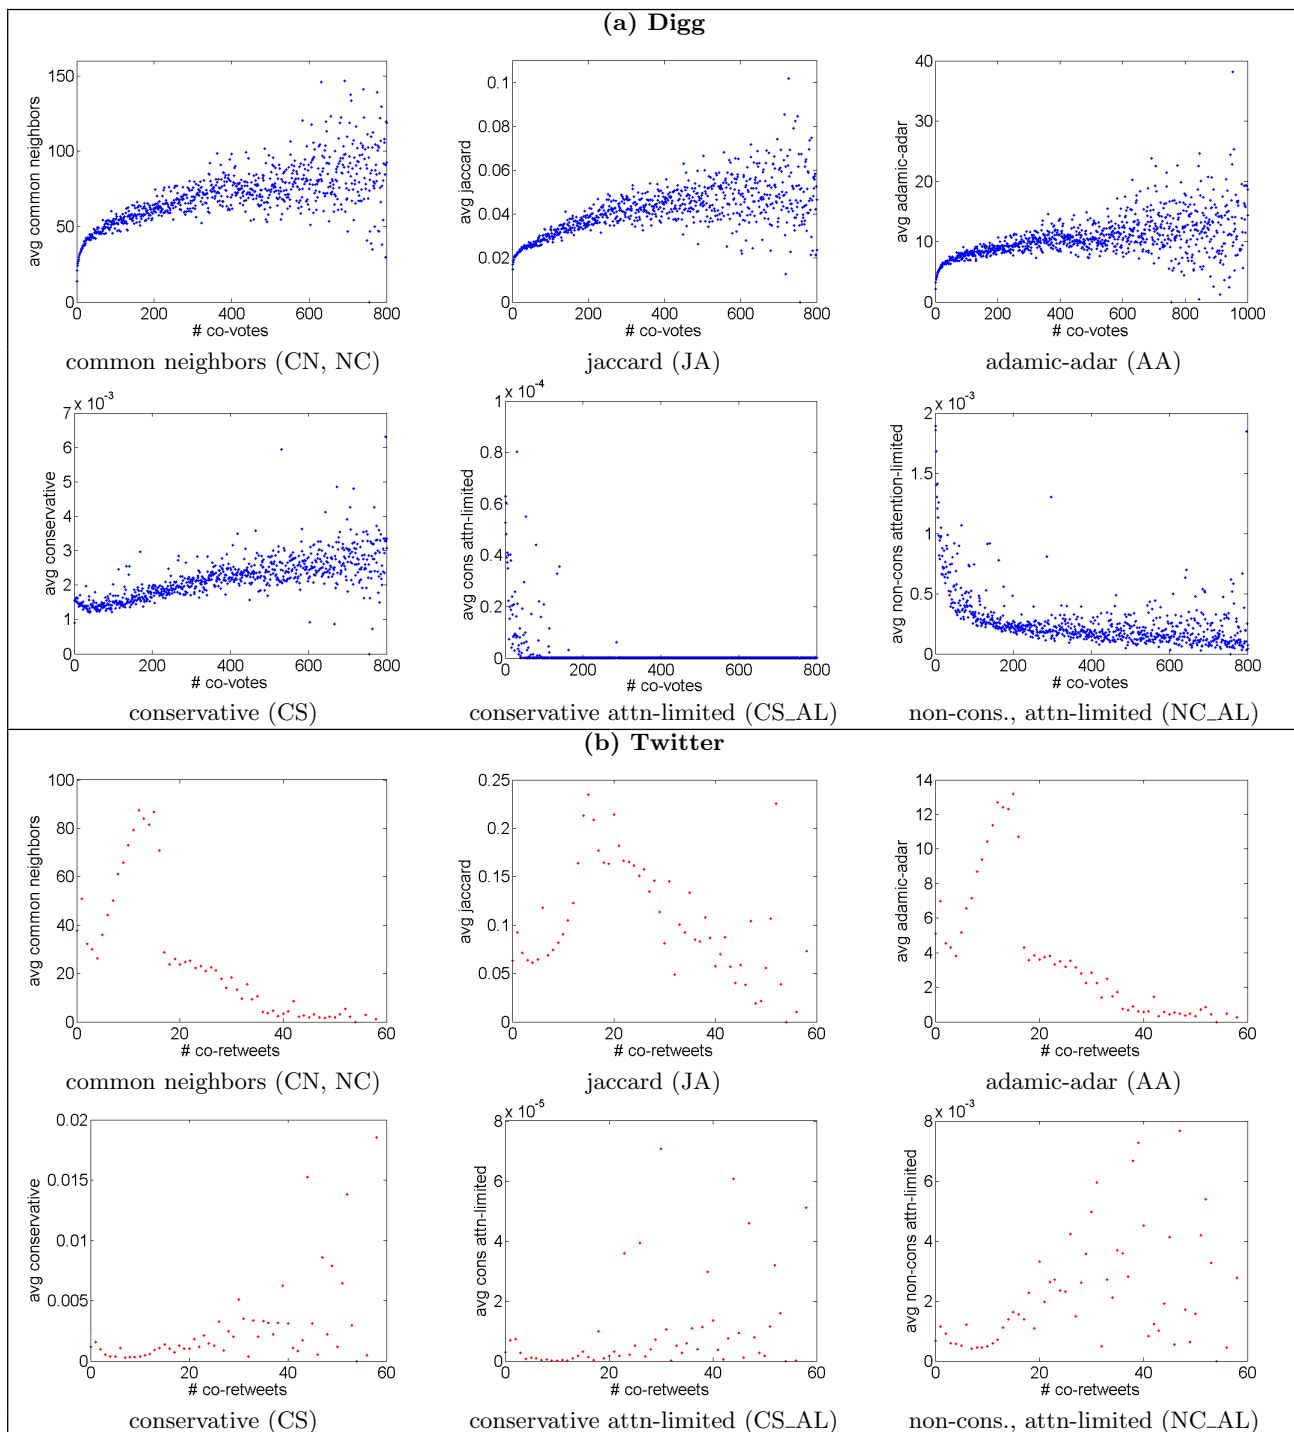 (a) Digg
avg common neighbors
150
100
50
0
0 200 400 600 800
# co-votes
common neighbors (CN, NC)
avg jaccard
0.1
0.08
0.06
0.04
0.02
0
0 200 400 600 800
# co-votes
jaccard (JA)
avg adamic-adar
40
30
20
10
0
0 200 400 600 800 1000
# co-votes
adamic-adar (AA)
x 10-3
avg conservative
7
6
5
4
3
2
1
0
0 200 400 600 800
# co-votes
conservative (CS)
x 10-4
avg cons attn-limited
1
0.8
0.6
0.4
0.2
0
0 200 400 600 800
# co-votes
conservative attn-limited (CS_AL)
x 10-3
avg non-cons attention-limited
2
1.5
1
0.5
0
0 200 400 600 800
# co-votes
non-cons., attn-limited (NC_AL)
(b) Twitter
avg common neighbors
100
80
60
40
20
0
0 20 40 60
# co-retweets
common neighbors (CN, NC)
avg jaccard
0.25
0.2
0.15
0.1
0.05
0
0 20 40 60
# co-retweets
jaccard (JA)
avg adamic-adar
14
12
10
8
6
4
2
0
0 20 40 60
# co-retweets
adamic-adar (AA)
avg conservative
0.02
0.015
0.01
0.005
0
0 20 40 60
# co-retweets
conservative (CS)
x 10-5
avg cons attn-limited
8
6
4
2
0
0 20 40 60
# co-retweets
conservative attn-limited (CS_AL)
x 10-3
avg non-cons attn-limited
8
6
4
2
0
0 20 40 60
# co-retweets
non-cons., attn-limited (NC_AL)